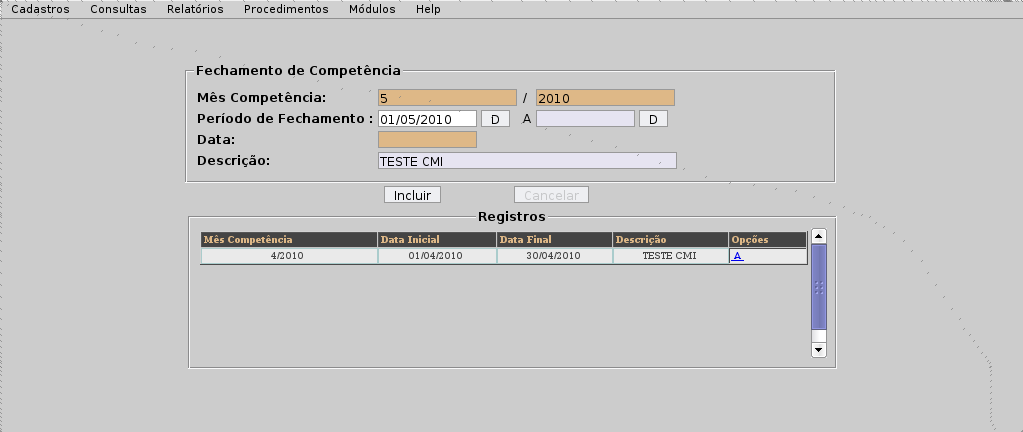 Cadastros Consultas Relatórios Procedimentos Módulos Help
Fechamento de Competência
Mês Competência: 5 / 2010
Período de Fechamento : 01/05/2010 D A D
Data:
Descrição: TESTE CMI
Incluir Cancelar
Registros
Mês Competência Data Inicial Data Final Descrição Opções
4/2010 01/04/2010 30/04/2010 TESTE CMI A